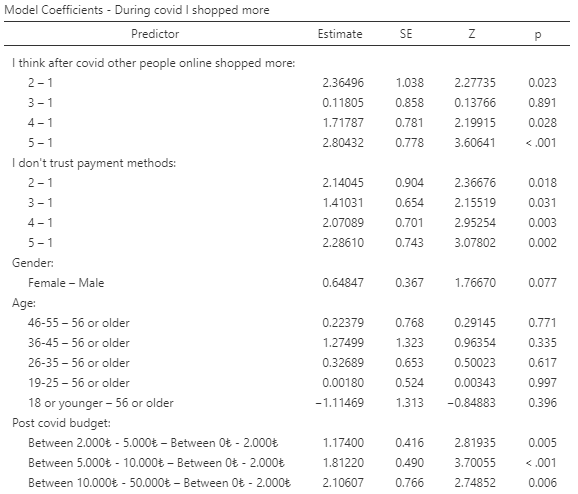 Model Coefficients - During covid I shopped more
Predictor Estimate SE Z p
I think after covid other people online shopped more:
2 – 1 2.36496 1.038 2.27735 0.023
3 – 1 0.11805 0.858 0.13766 0.891
4 – 1 1.71787 0.781 2.19915 0.028
5 – 1 2.80432 0.778 3.60641 < .001
I don't trust payment methods:
2 – 1 2.14045 0.904 2.36676 0.018
3 – 1 1.41031 0.654 2.15519 0.031
4 – 1 2.07089 0.701 2.95254 0.003
5 – 1 2.28610 0.743 3.07802 0.002
Gender:
Female – Male 0.64847 0.367 1.76670 0.077
Age:
46-55 – 56 or older 0.22379 0.768 0.29145 0.771
36-45 – 56 or older 1.27499 1.323 0.96354 0.335
26-35 – 56 or older 0.32689 0.653 0.50023 0.617
19-25 – 56 or older 0.00180 0.524 0.00343 0.997
18 or younger – 56 or older −1.11469 1.313 −0.84883 0.396
Post covid budget:
Between 2.000₺ - 5.000₺ – Between 0₺ - 2.000₺ 1.17400 0.416 2.81935 0.005
Between 5.000₺ - 10.000₺ – Between 0₺ - 2.000₺ 1.81220 0.490 3.70055 < .001
Between 10.000₺ - 50.000₺ – Between 0₺ - 2.000₺ 2.10607 0.766 2.74852 0.006